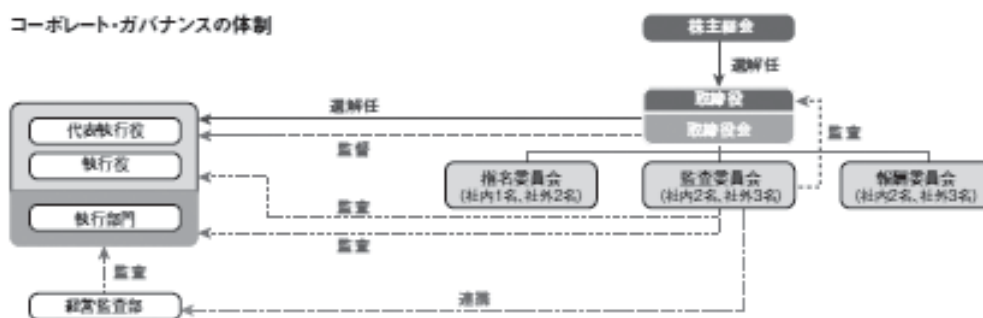 コーポレート・ガバナンスの体制
株主総会
選解任
取締役
取締役会
選解任
監督
監査
代表執行役
執行役
執行部門
指名委員会
(社内1名、社外2名)
監査委員会
(社内2名、社外3名)
報酬委員会
(社内2名、社外3名)
監査
監査
監査
経営監査部
連携